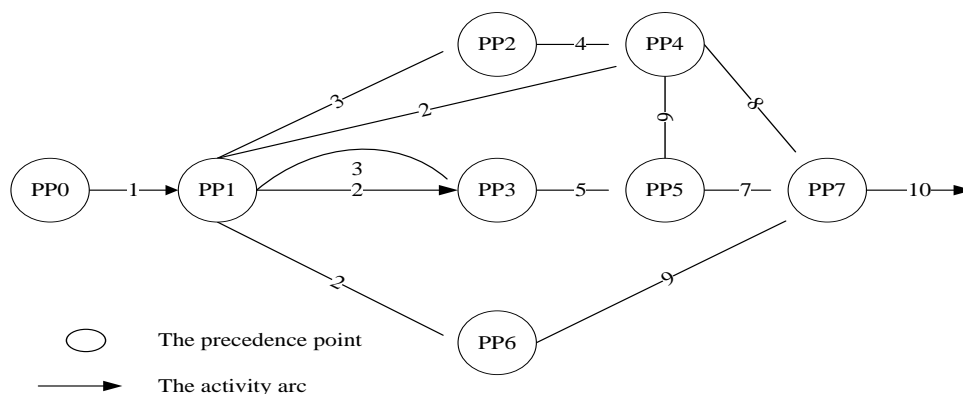 PP2 4 PP4
3
2
6
8
3
PP0 1 PP1 2 PP3 5 PP5 7 PP7 10
2
9
PP6
The precedence point
The activity arc